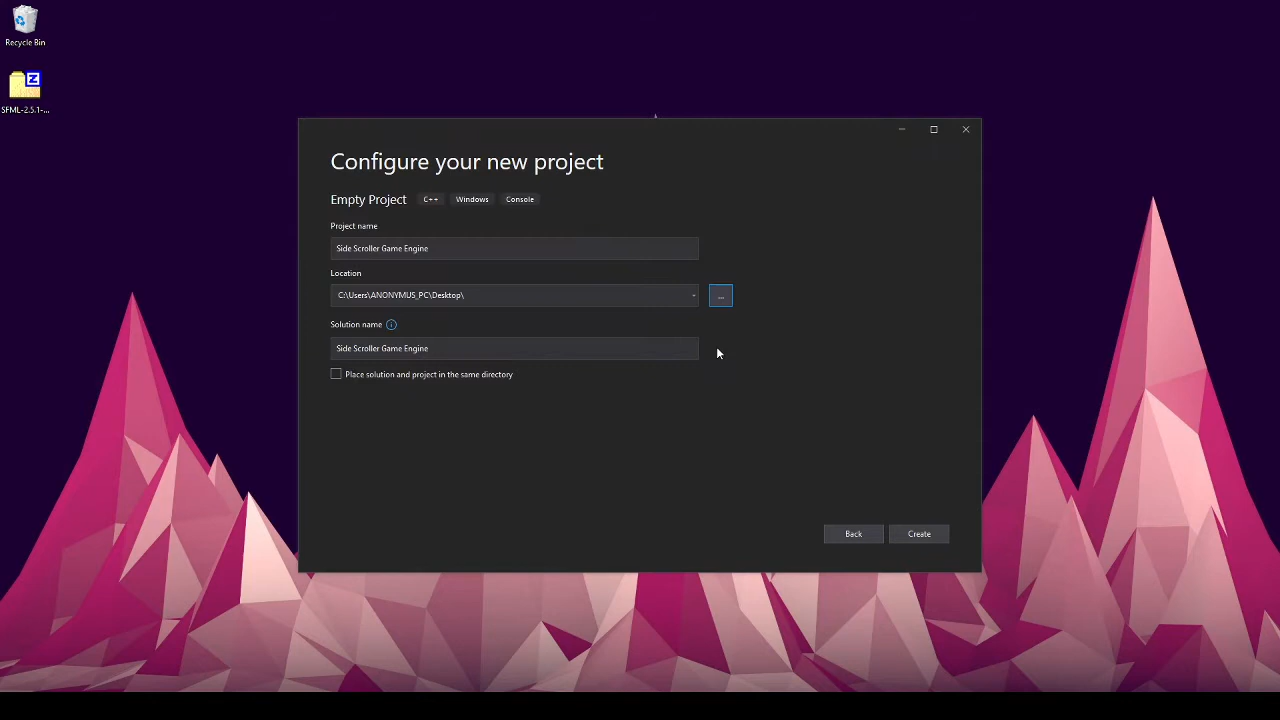 Recycle Bin
SFML-2.5.1-...
Configure your new project
Empty Project C++ Windows Console
Project name
Side Scroller Game Engine
Location
C:\Users\ANONYMUS_PC\Desktop\
...
Solution name
Side Scroller Game Engine
Place solution and project in the same directory
Back Create